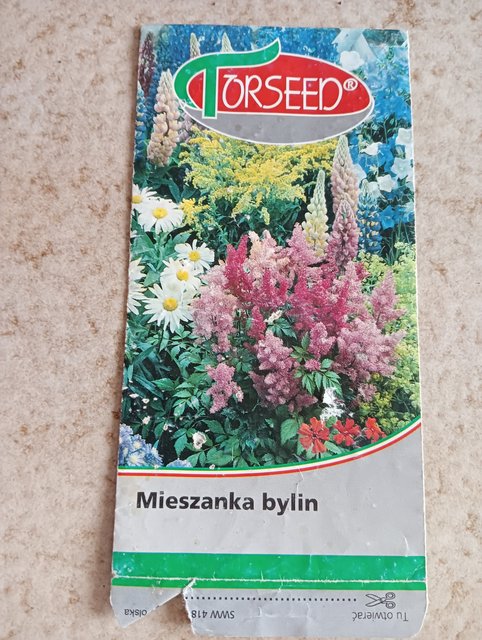 TORSEED®
Mieszanka bylin
Tu otwierać
SWW 418
olska